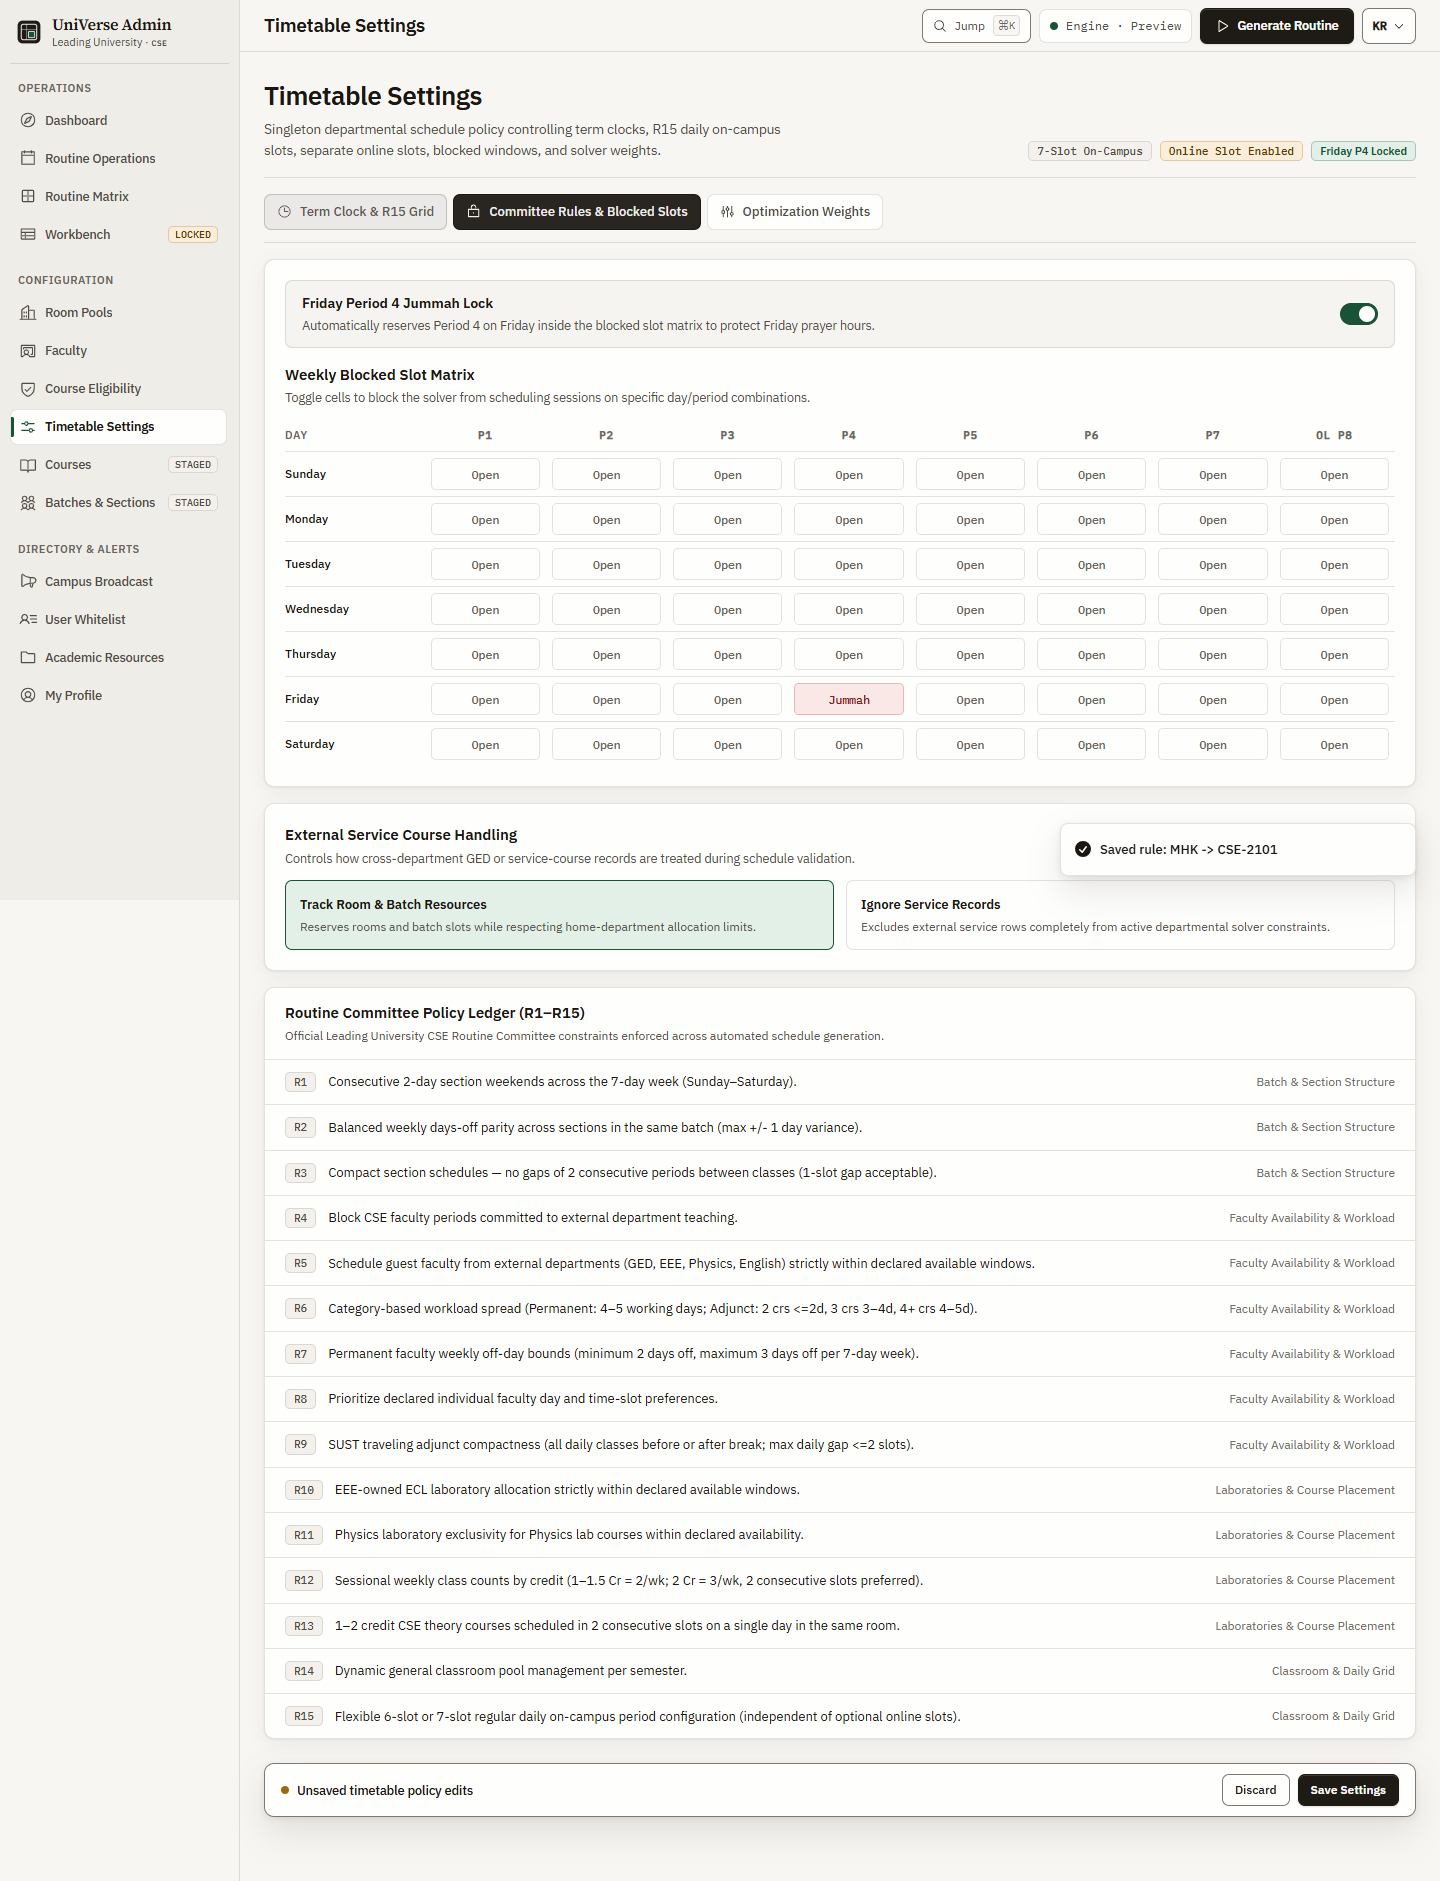 UniVerse Admin
Leading University · CSE
OPERATIONS
Dashboard
Routine Operations
Routine Matrix
Workbench LOCKED
CONFIGURATION
Room Pools
Faculty
Course Eligibility
Timetable Settings
Courses STAGED
Batches & Sections STAGED
DIRECTORY & ALERTS
Campus Broadcast
User Whitelist
Academic Resources
My Profile
Timetable Settings
Jump ⌘K
Engine · Preview
Generate Routine
KR
Timetable Settings
Singleton departmental schedule policy controlling term clocks, R15 daily on-campus
slots, separate online slots, blocked windows, and solver weights.
7-Slot On-Campus
Online Slot Enabled
Friday P4 Locked
Term Clock & R15 Grid
Committee Rules & Blocked Slots
Optimization Weights
Friday Period 4 Jummah Lock
Automatically reserves Period 4 on Friday inside the blocked slot matrix to protect Friday prayer hours.
Weekly Blocked Slot Matrix
Toggle cells to block the solver from scheduling sessions on specific day/period combinations.
DAY P1 P2 P3 P4 P5 P6 P7 OL P8
Sunday Open Open Open Open Open Open Open Open
Monday Open Open Open Open Open Open Open Open
Tuesday Open Open Open Open Open Open Open Open
Wednesday Open Open Open Open Open Open Open Open
Thursday Open Open Open Open Open Open Open Open
Friday Open Open Open Jummah Open Open Open Open
Saturday Open Open Open Open Open Open Open Open
External Service Course Handling
Controls how cross-department GED or service-course records are treated during schedule validation.
Saved rule: MHK -> CSE-2101
Track Room & Batch Resources
Reserves rooms and batch slots while respecting home-department allocation limits.
Ignore Service Records
Excludes external service rows completely from active departmental solver constraints.
Routine Committee Policy Ledger (R1–R15)
Official Leading University CSE Routine Committee constraints enforced across automated schedule generation.
R1 Consecutive 2-day section weekends across the 7-day week (Sunday–Saturday). Batch & Section Structure
R2 Balanced weekly days-off parity across sections in the same batch (max +/- 1 day variance). Batch & Section Structure
R3 Compact section schedules — no gaps of 2 consecutive periods between classes (1-slot gap acceptable). Batch & Section Structure
R4 Block CSE faculty periods committed to external department teaching. Faculty Availability & Workload
R5 Schedule guest faculty from external departments (GED, EEE, Physics, English) strictly within declared available windows. Faculty Availability & Workload
R6 Category-based workload spread (Permanent: 4–5 working days; Adjunct: 2 crs <=2d, 3 crs 3–4d, 4+ crs 4–5d). Faculty Availability & Workload
R7 Permanent faculty weekly off-day bounds (minimum 2 days off, maximum 3 days off per 7-day week). Faculty Availability & Workload
R8 Prioritize declared individual faculty day and time-slot preferences. Faculty Availability & Workload
R9 SUST traveling adjunct compactness (all daily classes before or after break; max daily gap <=2 slots). Faculty Availability & Workload
R10 EEE-owned ECL laboratory allocation strictly within declared available windows. Laboratories & Course Placement
R11 Physics laboratory exclusivity for Physics lab courses within declared availability. Laboratories & Course Placement
R12 Sessional weekly class counts by credit (1–1.5 Cr = 2/wk; 2 Cr = 3/wk, 2 consecutive slots preferred). Laboratories & Course Placement
R13 1–2 credit CSE theory courses scheduled in 2 consecutive slots on a single day in the same room. Laboratories & Course Placement
R14 Dynamic general classroom pool management per semester. Classroom & Daily Grid
R15 Flexible 6-slot or 7-slot regular daily on-campus period configuration (independent of optional online slots). Classroom & Daily Grid
Unsaved timetable policy edits
Discard
Save Settings